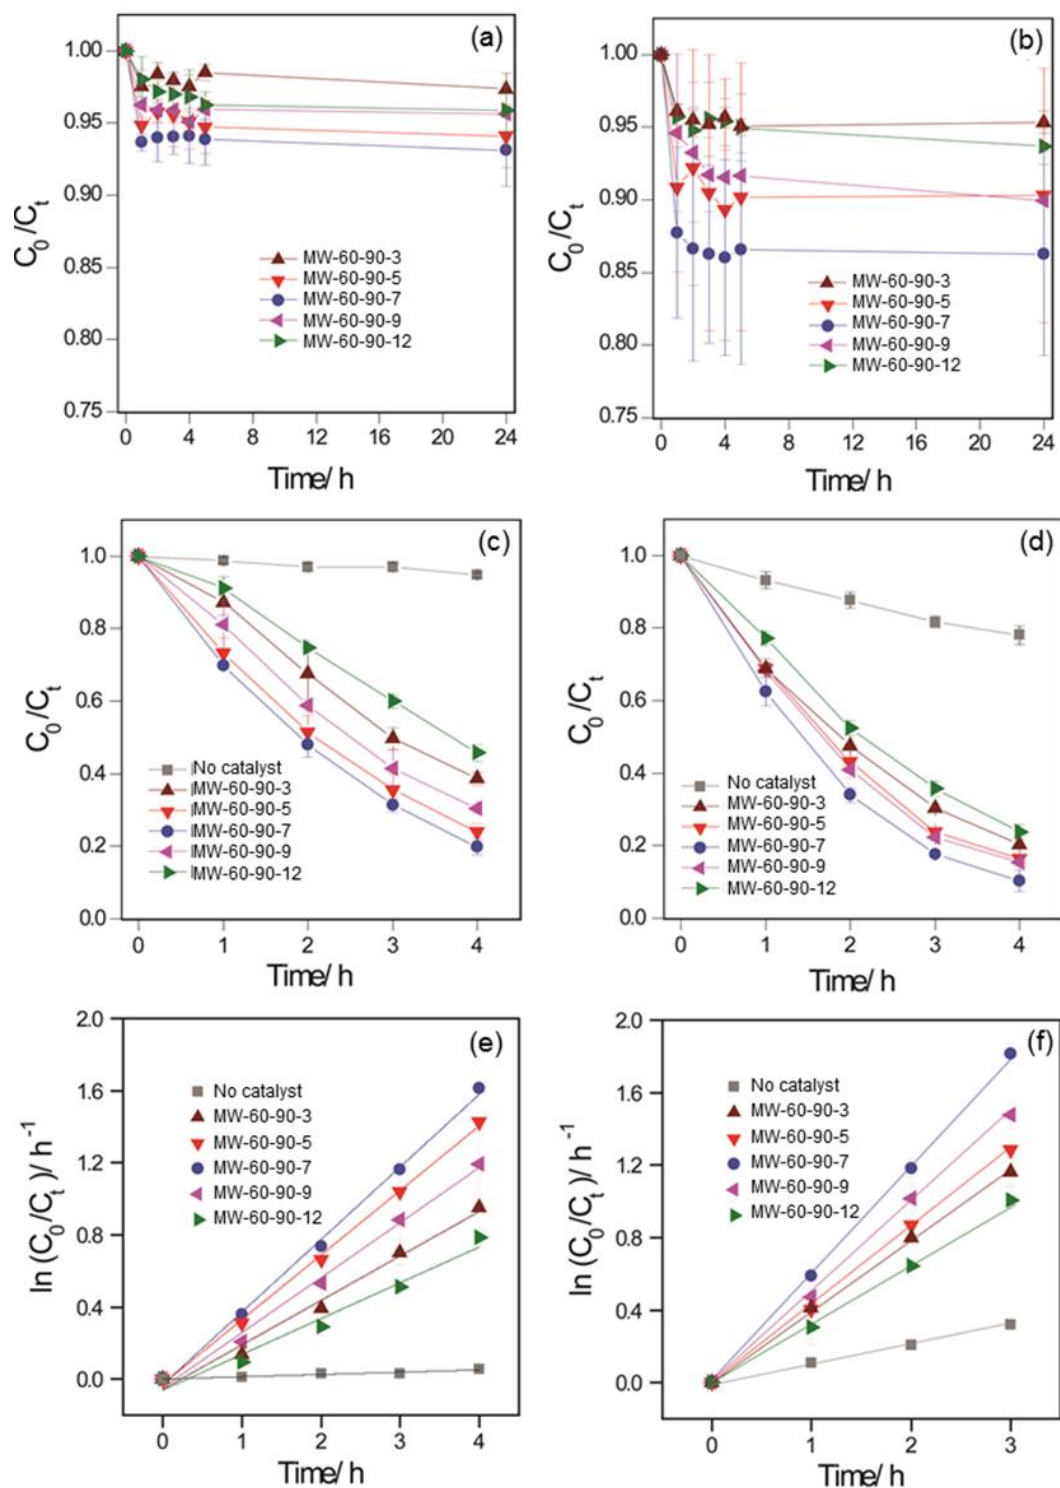 (a)
1.00
0.95
0.90
0.85
0.80
0.75
C0/Ct
MW-60-90-3
MW-60-90-5
MW-60-90-7
MW-60-90-9
MW-60-90-12
0 4 8 12 16 20 24
Time/ h
(b)
1.00
0.95
0.90
0.85
0.80
0.75
C0/Ct
MW-60-90-3
MW-60-90-5
MW-60-90-7
MW-60-90-9
MW-60-90-12
0 4 8 12 16 20 24
Time/ h
(c)
1.0
0.8
0.6
0.4
0.2
0.0
C0/Ct
No catalyst
MW-60-90-3
MW-60-90-5
MW-60-90-7
MW-60-90-9
MW-60-90-12
0 1 2 3 4
Time/ h
(d)
1.0
0.8
0.6
0.4
0.2
0.0
C0/Ct
No catalyst
MW-60-90-3
MW-60-90-5
MW-60-90-7
MW-60-90-9
MW-60-90-12
0 1 2 3 4
Time/ h
(e)
2.0
1.6
1.2
0.8
0.4
0.0
ln (C0/Ct)/ h-1
No catalyst
MW-60-90-3
MW-60-90-5
MW-60-90-7
MW-60-90-9
MW-60-90-12
0 1 2 3 4
Time/ h
(f)
2.0
1.6
1.2
0.8
0.4
0.0
ln (C0/Ct)/ h-1
No catalyst
MW-60-90-3
MW-60-90-5
MW-60-90-7
MW-60-90-9
MW-60-90-12
0 1 2 3
Time/ h